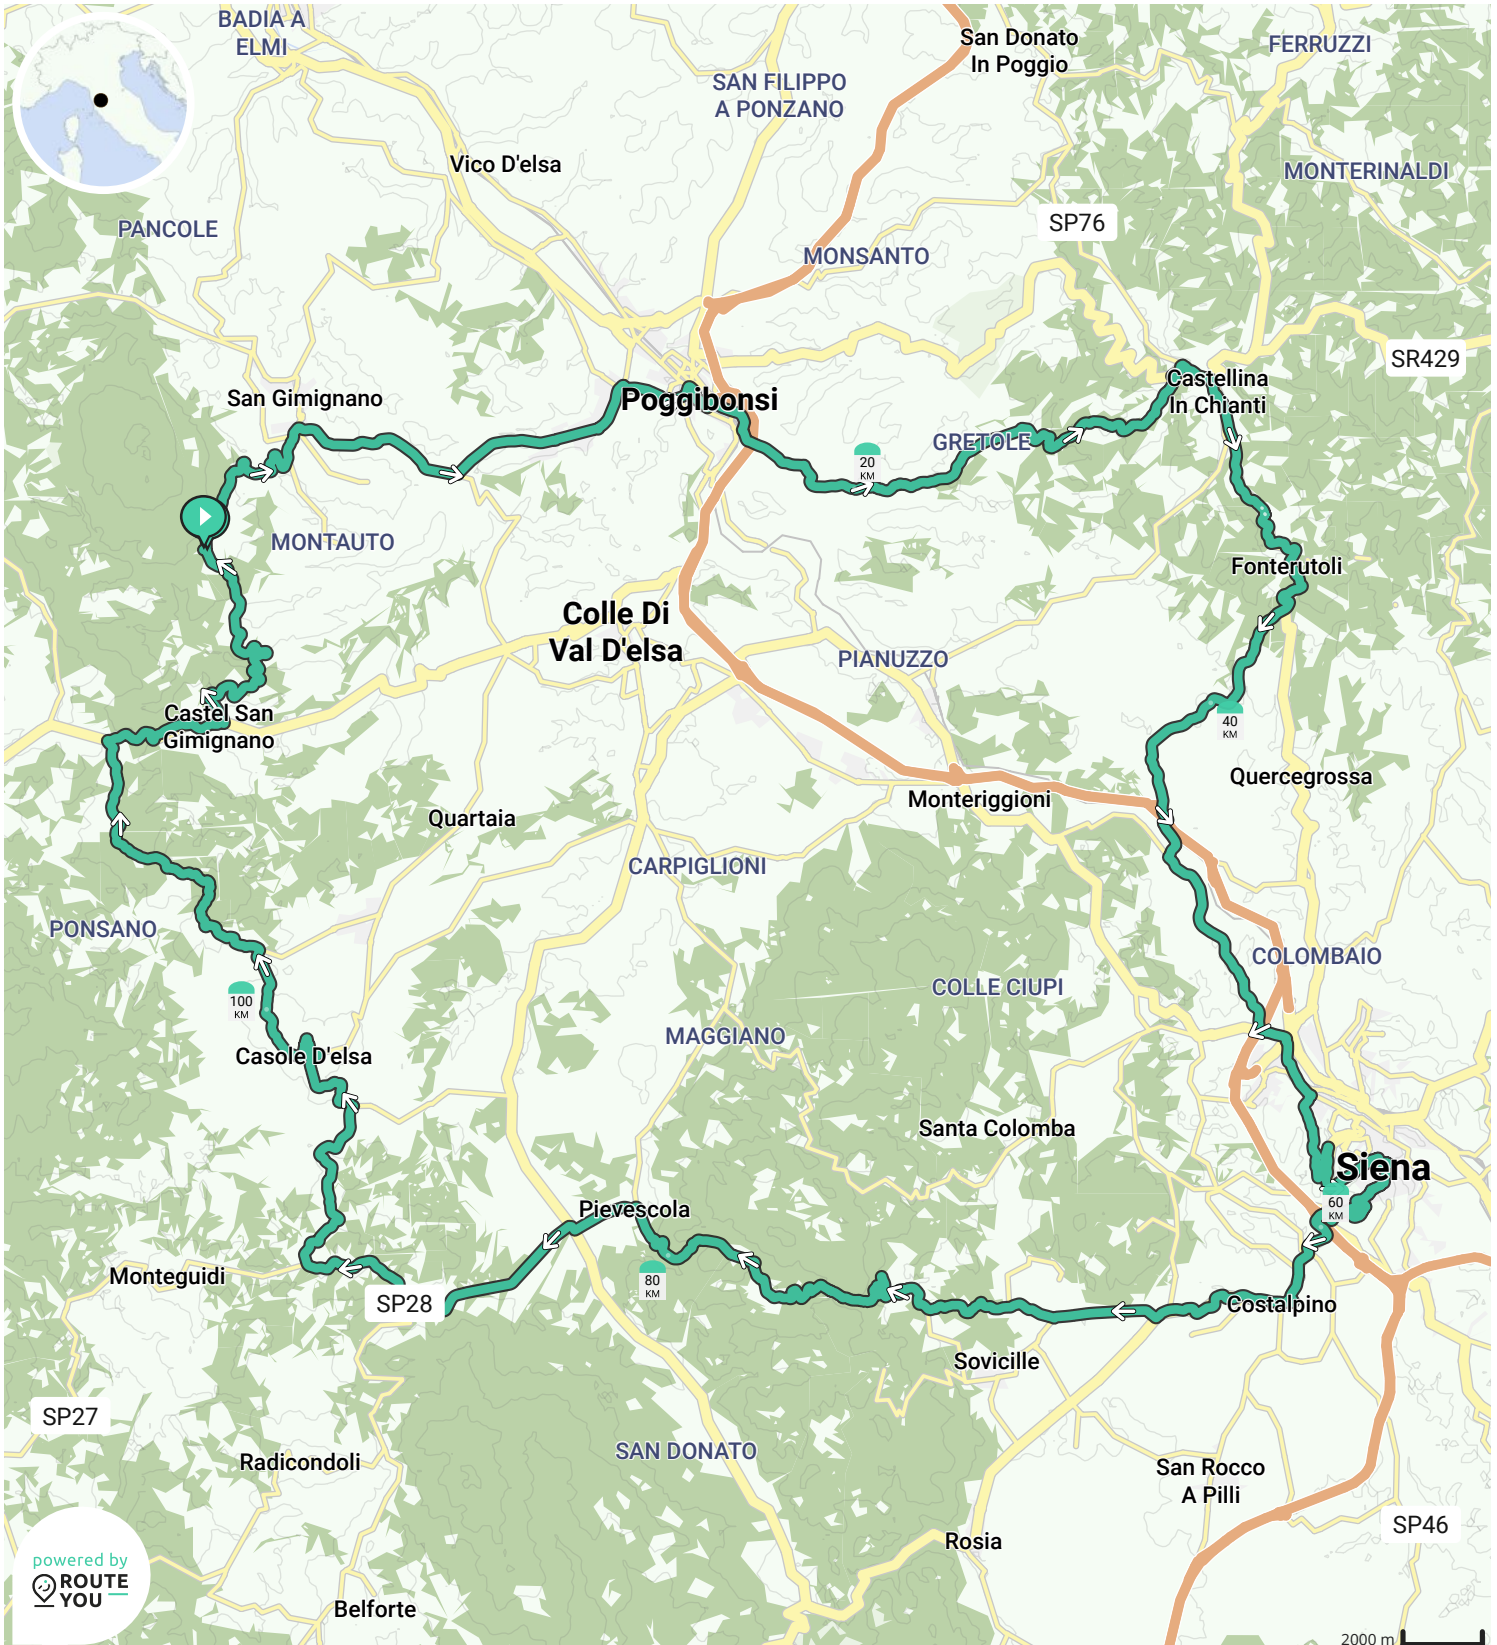 BADIA A
ELMI
San Donato
In Poggio
FERRUZZI
SAN FILIPPO
A PONZANO
Vico D'elsa
MONTERINALDI
PANCOLE
SP76
MONSANTO
SR429
San Gimignano
Poggibonsi
Castellina
In Chianti
GRETOLE
20
KM
MONTAUTO
Fonterutoli
Colle Di
Val D'elsa
PIANUZZO
Castel San
Gimignano
40
KM
Quercegrossa
Monteriggioni
Quartaia
CARPIGLIONI
PONSANO
COLOMBAIO
COLLE CIUPI
100
KM
MAGGIANO
Casole D'elsa
Santa Colomba
Siena
Pievescola
60
KM
Monteguidi
80
KM
SP28
Costalpino
Sovicille
SP27
SAN DONATO
Radicondoli
San Rocco
A Pilli
SP46
Rosia
powered by
ROUTE
YOU
Belforte
2000 m